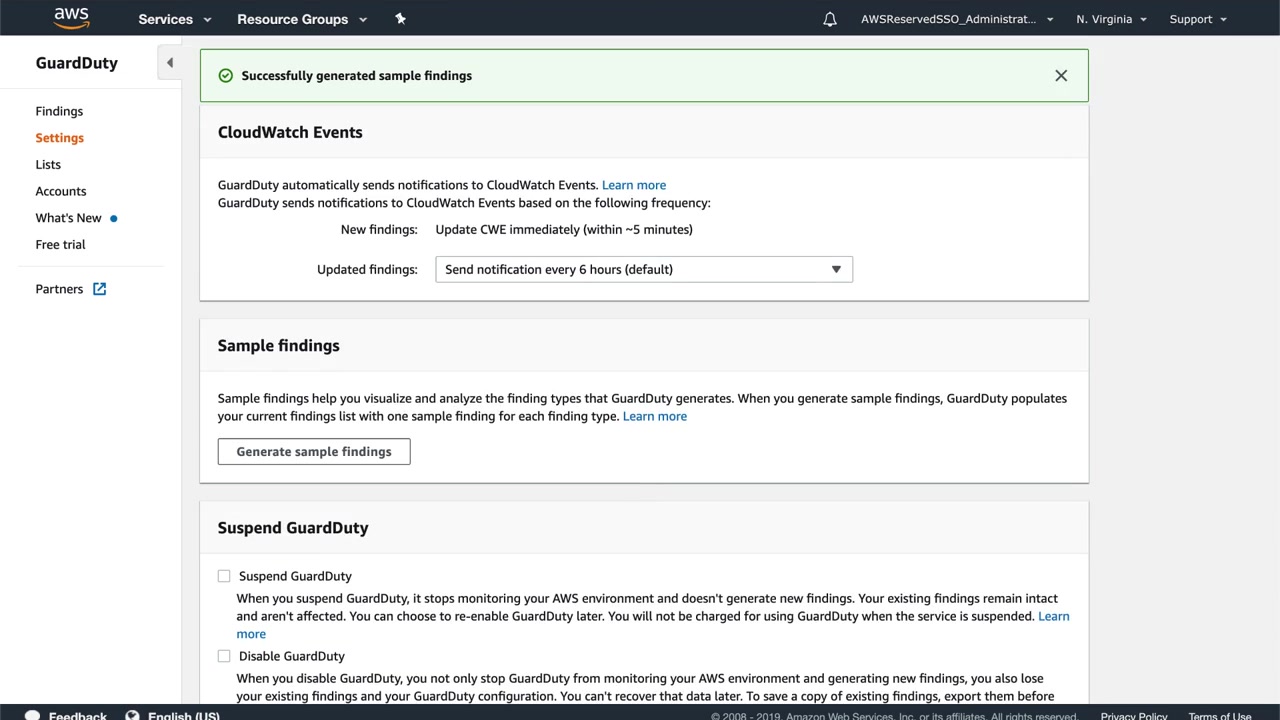 aws
Services
Resource Groups
AWSReservedSSO_Administrat...
N. Virginia
Support
GuardDuty
Findings
Settings
Lists
Accounts
What's New
Free trial
Partners
Successfully generated sample findings
CloudWatch Events
GuardDuty automatically sends notifications to CloudWatch Events. Learn more
GuardDuty sends notifications to CloudWatch Events based on the following frequency:
New findings: Update CWE immediately (within ~5 minutes)
Updated findings: Send notification every 6 hours (default)
Sample findings
Sample findings help you visualize and analyze the finding types that GuardDuty generates. When you generate sample findings, GuardDuty populates
your current findings list with one sample finding for each finding type. Learn more
Generate sample findings
Suspend GuardDuty
Suspend GuardDuty
When you suspend GuardDuty, it stops monitoring your AWS environment and doesn't generate new findings. Your existing findings remain intact
and aren't affected. You can choose to re-enable GuardDuty later. You will not be charged for using GuardDuty when the service is suspended. Learn
more
Disable GuardDuty
When you disable GuardDuty, you not only stop GuardDuty from monitoring your AWS environment and generating new findings, you also lose
your existing findings and your GuardDuty configuration. You can't recover that data later. To save a copy of existing findings, export them before
Feedback
English (US)
© 2008 - 2019, Amazon Web Services, Inc. or its affiliates. All rights reserved.
Privacy Policy
Terms of Use